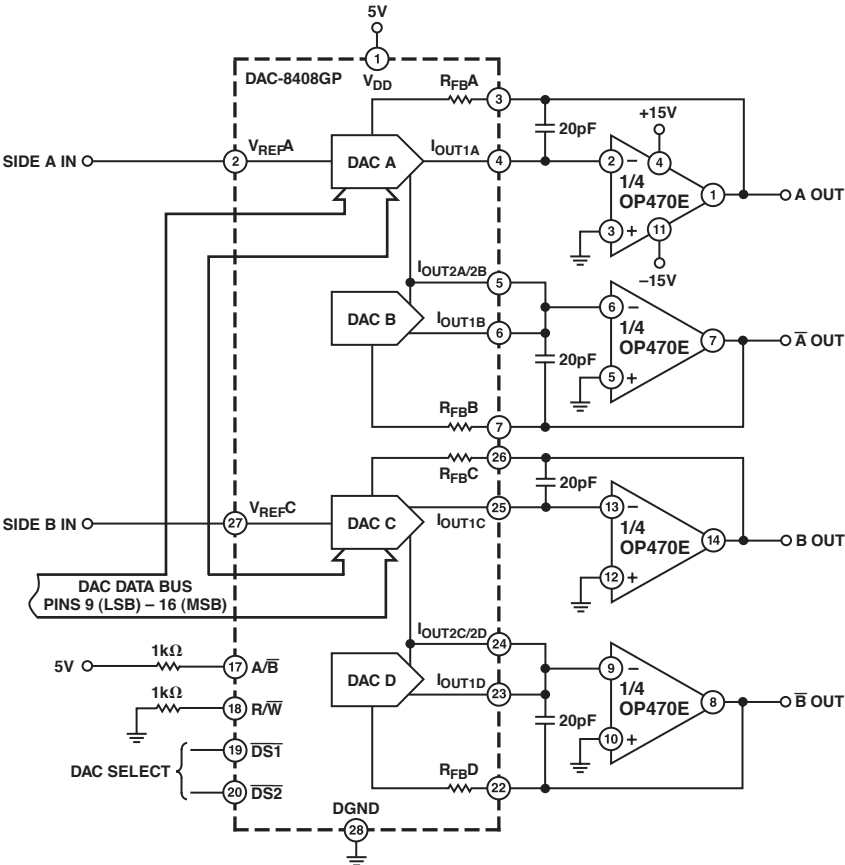 5V
1
DAC-8408GP
VDD
RFBA
3
+15V
20pF
SIDE A IN
2
VREFA
DAC A
IOUT1A
4
2
–
4
1/4
OP470E
1
A OUT
3
+
11
–15V
IOUT2A/2B
5
DAC B
IOUT1B
6
6
–
1/4
OP470E
7
A̅ OUT
20pF
5
+
RFBB
7
26
RFBC
20pF
SIDE B IN
27
VREFC
DAC C
25
IOUT1C
13
–
1/4
OP470E
14
B OUT
12
+
DAC DATA BUS
PINS 9 (LSB) – 16 (MSB)
IOUT2C/2D
24
5V
1kΩ
17
A/B̅
DAC D
IOUT1D
23
9
–
1/4
OP470E
8
B̅ OUT
1kΩ
18
R/W̅
20pF
10
+
DAC SELECT
19
D̅S̅1̅
20
D̅S̅2̅
RFBD
22
DGND
28